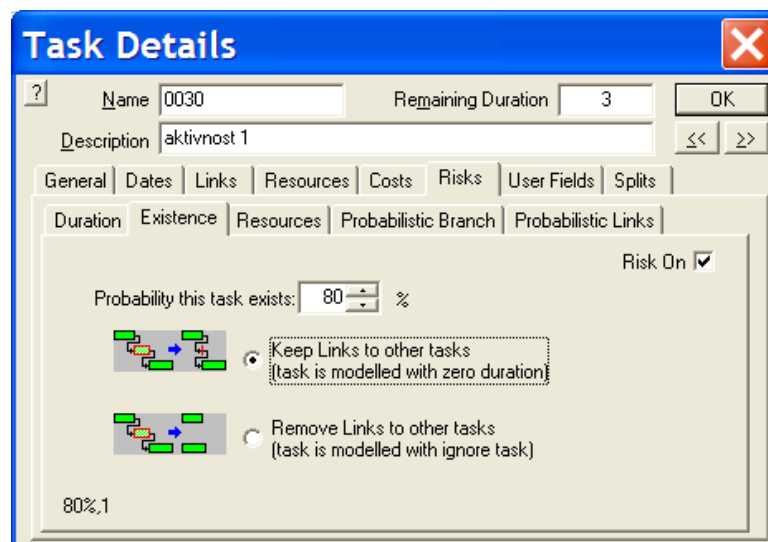 Task Details
? Name 0030 Remaining Duration 3 OK
Description aktivnost 1 << >>
General Dates Links Resources Costs Risks User Fields Splits
Duration Existence Resources Probabilistic Branch Probabilistic Links
Risk On
Probability this task exists: 80 %
Keep Links to other tasks
(task is modelled with zero duration)
Remove Links to other tasks
(task is modelled with ignore task)
80%,1